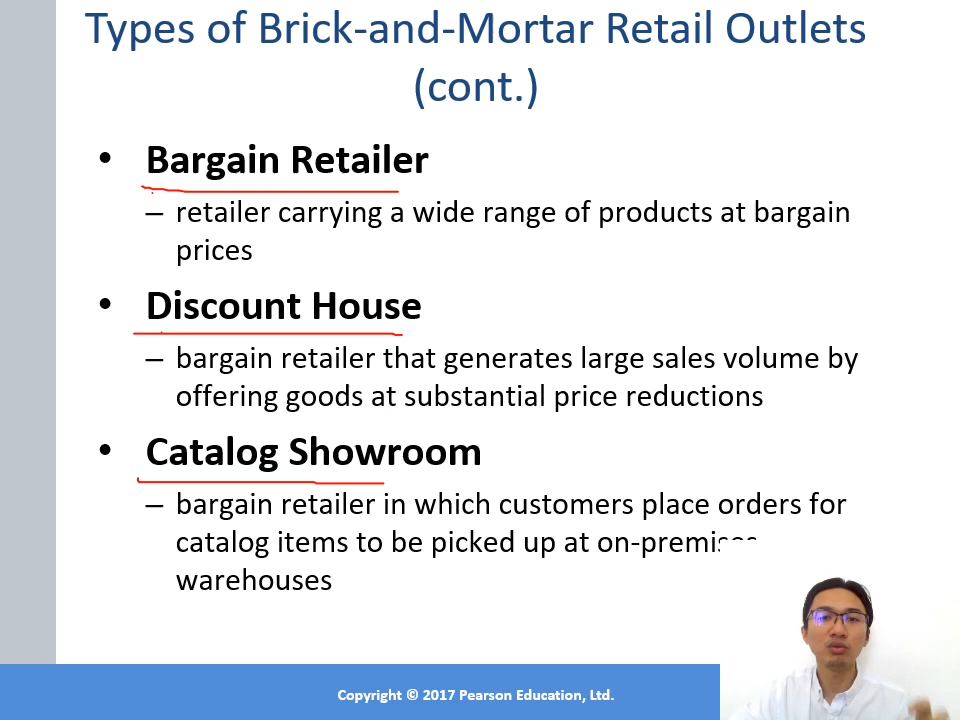 Types of Brick-and-Mortar Retail Outlets
(cont.)
• Bargain Retailer
– retailer carrying a wide range of products at bargain
prices
• Discount House
– bargain retailer that generates large sales volume by
offering goods at substantial price reductions
• Catalog Showroom
– bargain retailer in which customers place orders for
catalog items to be picked up at on-premises
warehouses
Copyright © 2017 Pearson Education, Ltd.